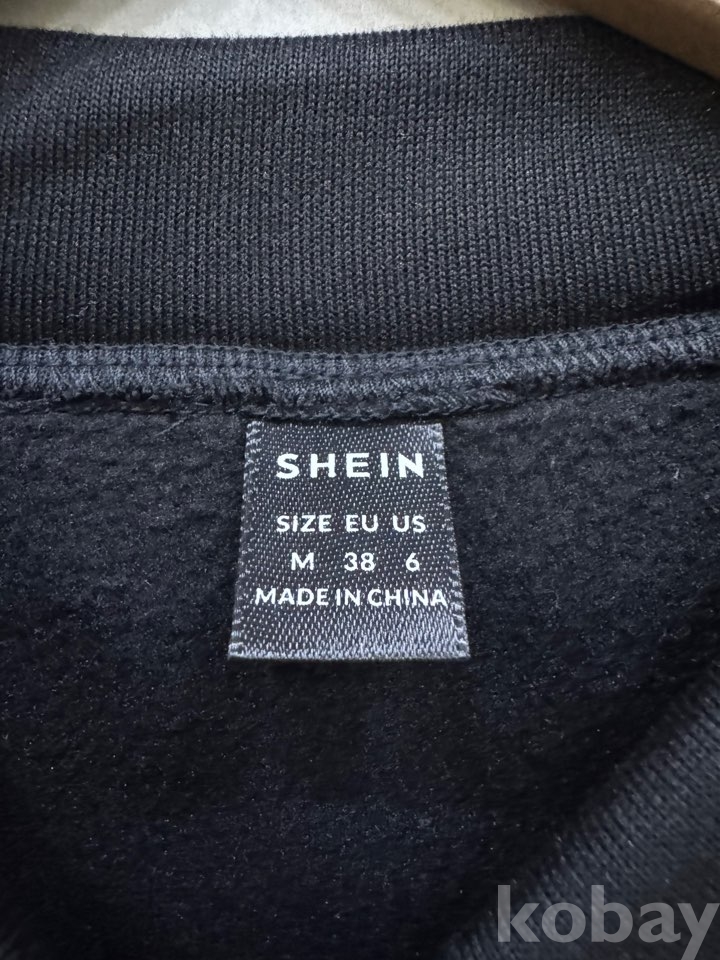 SHEIN
SIZE EU US
M 38 6
MADE IN CHINA
kobay